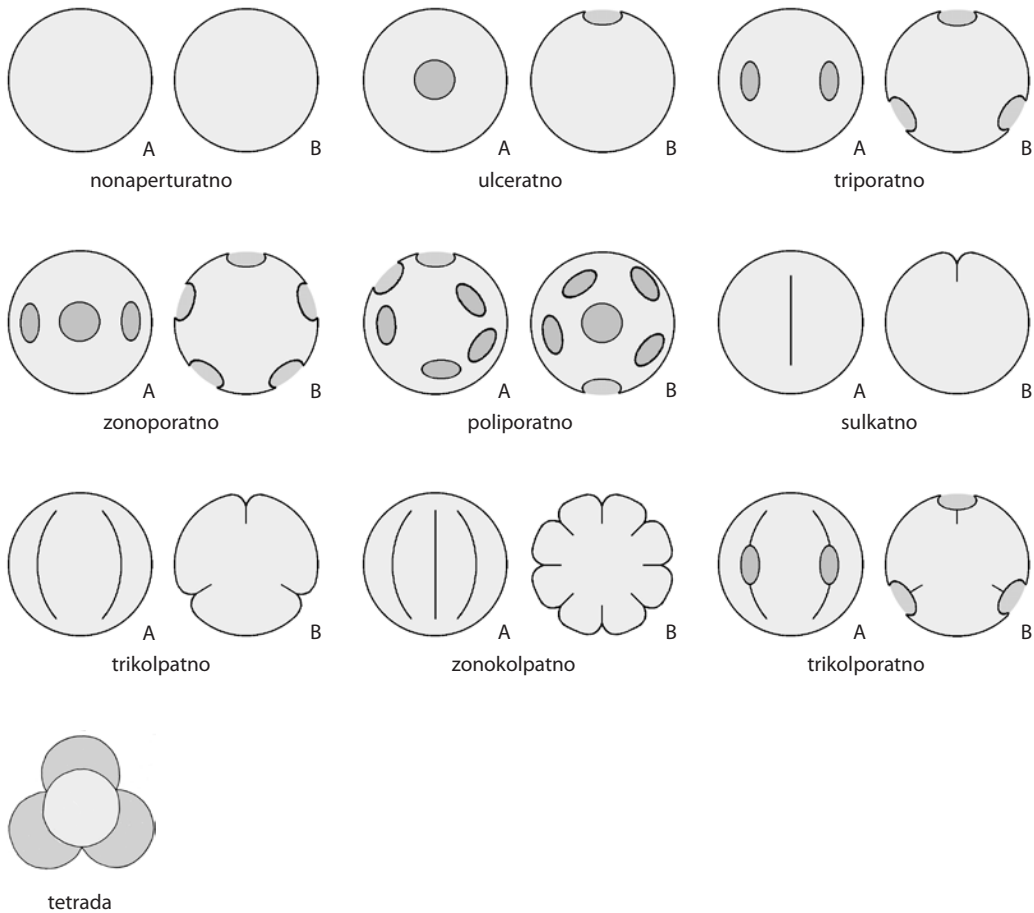 A B A B A B
nonaperturatno ulceratno triporatno
A B A B A B
zonoporatno poliporatno sulkatno
A B A B A B
trikolpatno zonokolpatno trikolporatno
tetrada